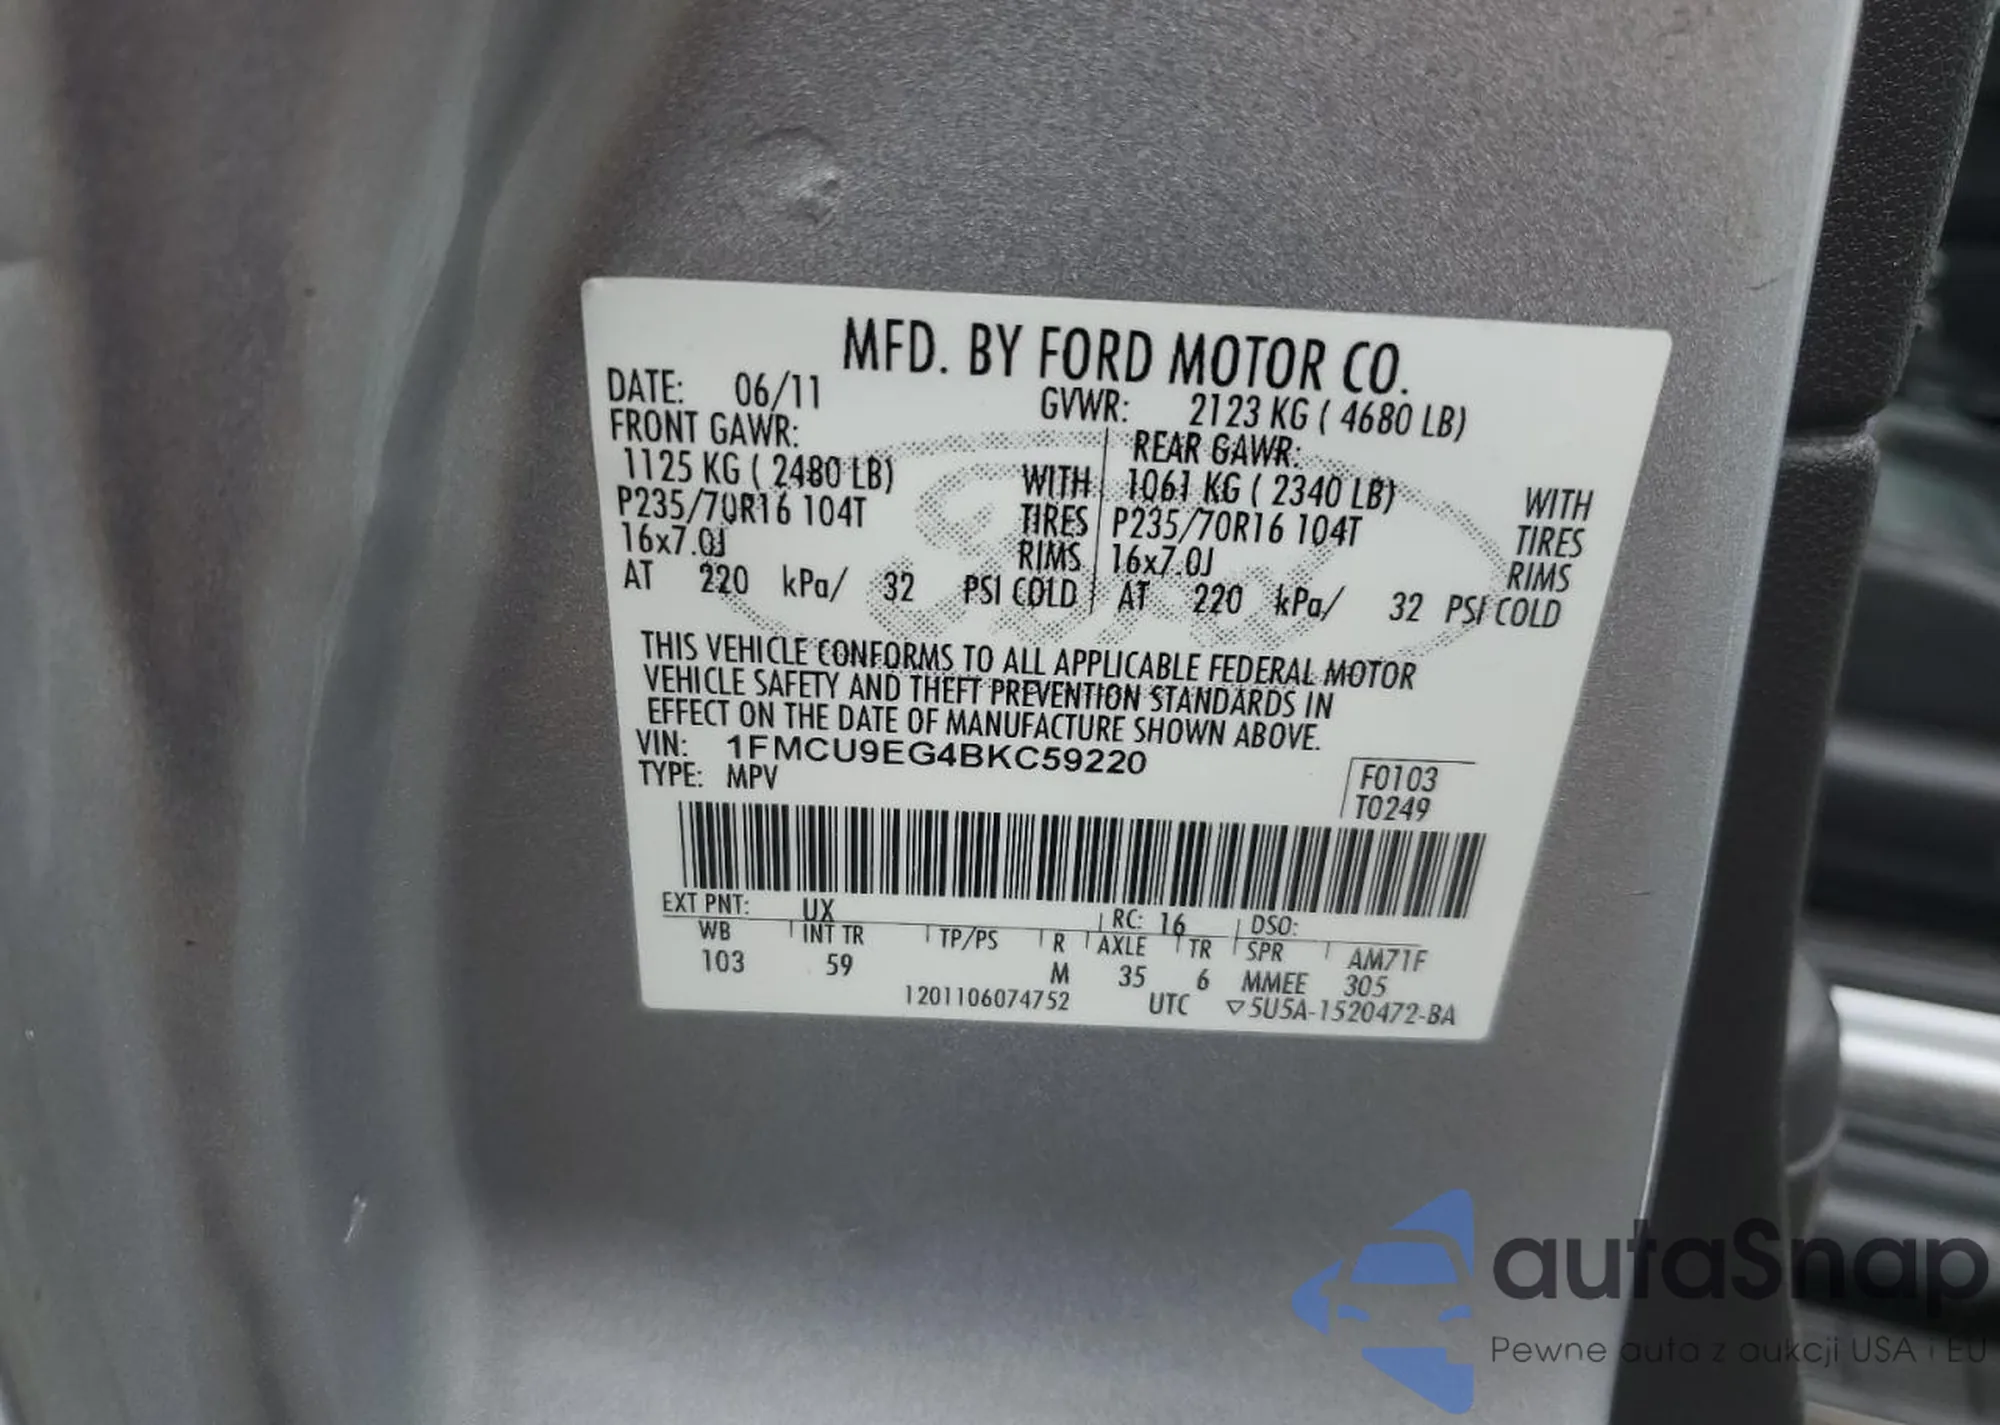 MFD. BY FORD MOTOR CO.
DATE: 06/11 GVWR: 2123 KG ( 4680 LB)
FRONT GAWR: REAR GAWR:
1125 KG ( 2480 LB) WITH 1061 KG ( 2340 LB) WITH
P235/70R16 104T TIRES P235/70R16 104T TIRES
16x7.0J RIMS 16x7.0J RIMS
AT 220 kPa/ 32 PSI COLD AT 220 kPa/ 32 PSI COLD
THIS VEHICLE CONFORMS TO ALL APPLICABLE FEDERAL MOTOR
VEHICLE SAFETY AND THEFT PREVENTION STANDARDS IN
EFFECT ON THE DATE OF MANUFACTURE SHOWN ABOVE.
VIN: 1FMCU9EG4BKC59220
TYPE: MPV F0103
T0249
EXT PNT: UX RC: 16 DSO:
WB INT TR TP/PS R AXLE TR SPR AM71F
103 59 M 35 6 MMEE 305
1201106074752 UTC ▽5U5A-1520472-BA
autaSnap
Pewne auta z aukcji USA i EU